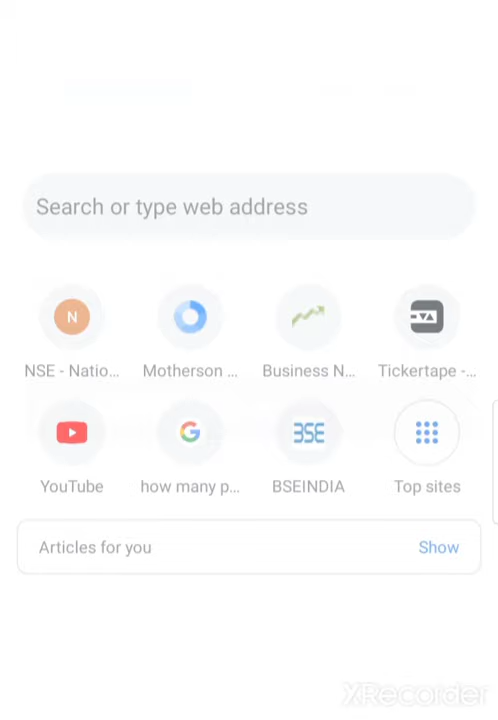 Search or type web address
N
NSE - Natio... Motherson ... Business N... Tickertape -...
BSE
YouTube how many p... BSEINDIA Top sites
Articles for you Show
XRecorder